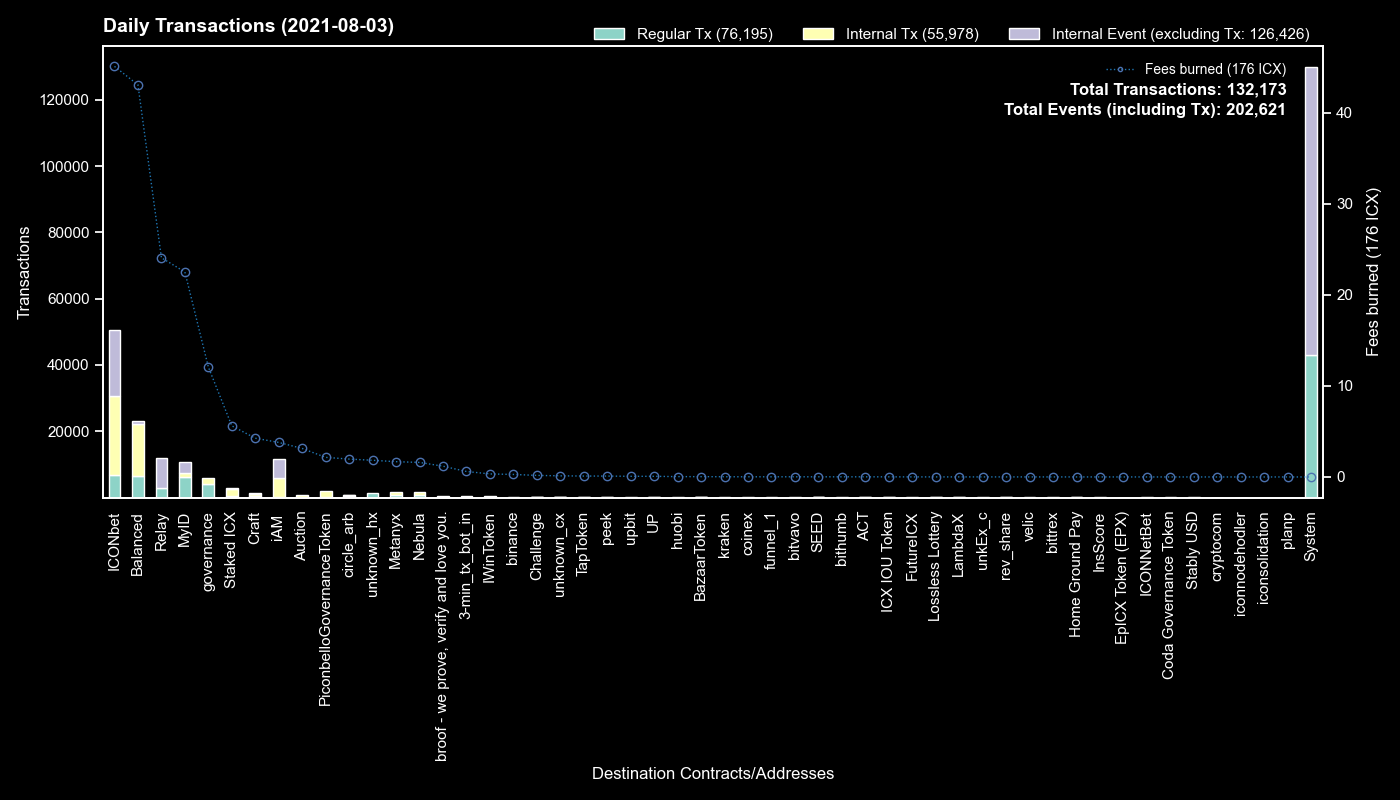 Daily Transactions (2021-08-03)
Regular Tx (76,195)
Internal Tx (55,978)
Internal Event (excluding Tx: 126,426)
Fees burned (176 ICX)
Total Transactions: 132,173
Total Events (including Tx): 202,621
Transactions
120000
100000
80000
60000
40000
20000
40
30
20
10
0
Fees burned (176 ICX)
ICONbet
Balanced
Relay
MyID
governance
Staked ICX
Craft
iAM
Auction
PiconbelloGovernanceToken
circle_arb
unknown_hx
Metanyx
Nebula
broof - we prove, verify and love you.
3-min_tx_bot_in
IWinToken
binance
Challenge
unknown_cx
TapToken
peek
upbit
UP
huobi
BazaarToken
kraken
coinex
funnel_1
bitvavo
SEED
bithumb
ACT
ICX IOU Token
FutureICX
Lossless Lottery
LambdaX
unkEx_c
rev_share
velic
bittrex
Home Ground Pay
InsScore
EpICX Token (EPX)
ICONNetBet
Coda Governance Token
Stably USD
cryptocom
iconnodehodler
iconsolidation
planp
System
Destination Contracts/Addresses